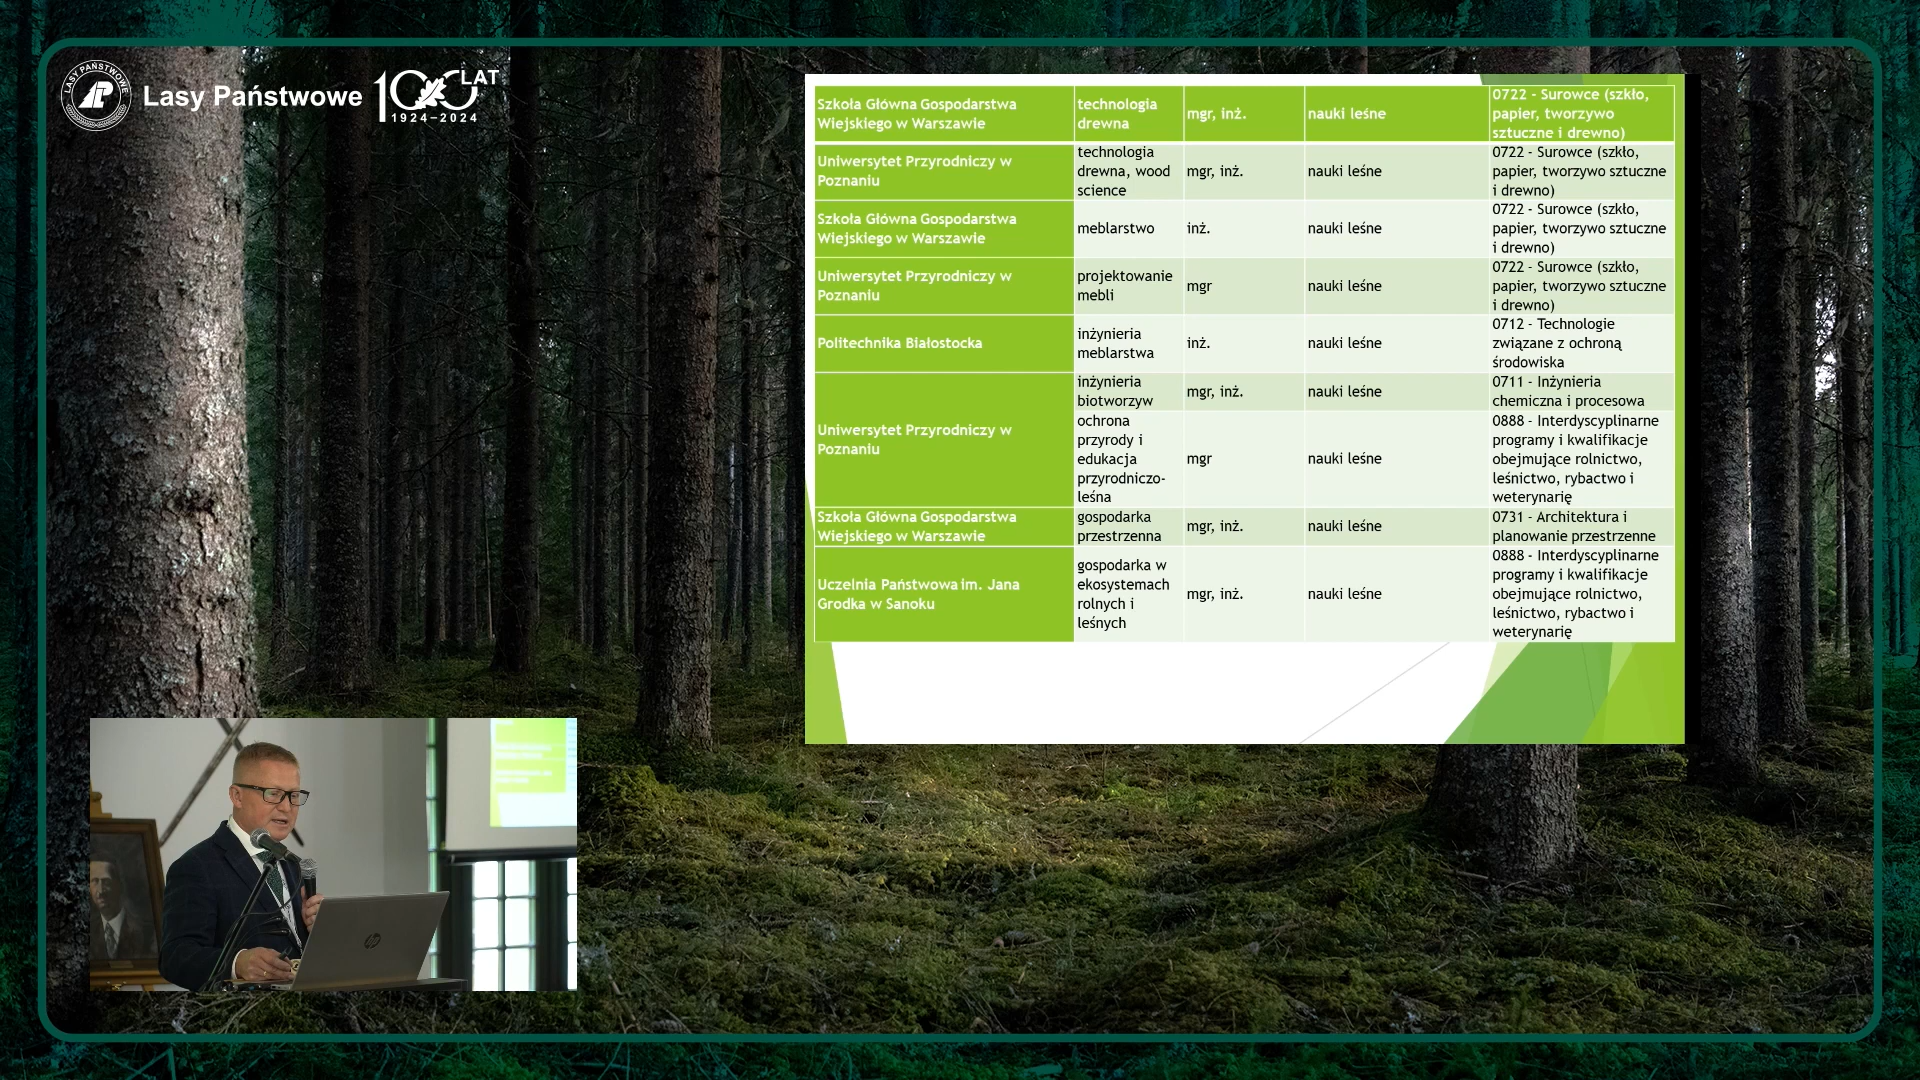 LASY PAŃSTWOWE
Lasy Państwowe
100 LAT
1924-2024
Szkoła Główna Gospodarstwa
Wiejskiego w Warszawie
technologia
drewna
mgr, inż.
nauki leśne
0722 - Surowce (szkło,
papier, tworzywo
sztuczne i drewno)
Uniwersytet Przyrodniczy w
Poznaniu
technologia
drewna, wood
science
mgr, inż.
nauki leśne
0722 - Surowce (szkło,
papier, tworzywo sztuczne
i drewno)
Szkoła Główna Gospodarstwa
Wiejskiego w Warszawie
meblarstwo
inż.
nauki leśne
0722 - Surowce (szkło,
papier, tworzywo sztuczne
i drewno)
Uniwersytet Przyrodniczy w
Poznaniu
projektowanie
mebli
mgr
nauki leśne
0722 - Surowce (szkło,
papier, tworzywo sztuczne
i drewno)
Politechnika Białostocka
inżynieria
meblarstwa
inż.
nauki leśne
0712 - Technologie
związane z ochroną
środowiska
Uniwersytet Przyrodniczy w
Poznaniu
inżynieria
biotworzyw
mgr, inż.
nauki leśne
0711 - Inżynieria
chemiczna i procesowa
ochrona
przyrody i
edukacja
przyrodniczo-
leśna
mgr
nauki leśne
0888 - Interdyscyplinarne
programy i kwalifikacje
obejmujące rolnictwo,
leśnictwo, rybactwo i
weterynarię
Szkoła Główna Gospodarstwa
Wiejskiego w Warszawie
gospodarka
przestrzenna
mgr, inż.
nauki leśne
0731 - Architektura i
planowanie przestrzenne
Uczelnia Państwowa im. Jana
Grodka w Sanoku
gospodarka w
ekosystemach
rolnych i
leśnych
mgr, inż.
nauki leśne
0888 - Interdyscyplinarne
programy i kwalifikacje
obejmujące rolnictwo,
leśnictwo, rybactwo i
weterynarię
hp